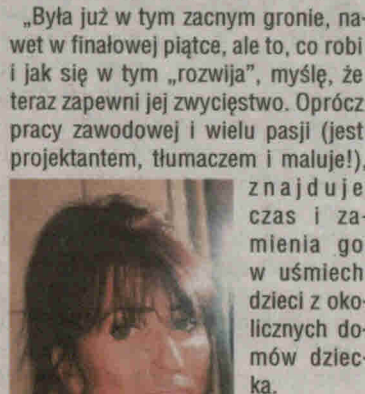 „Była już w tym zacnym gronie, na-
wet w finałowej piątce, ale to, co robi
i jak się w tym „rozwija”, myślę, że
teraz zapewni jej zwycięstwo. Oprócz
pracy zawodowej i wielu pasji (jest
projektantem, tłumaczem i maluje!),
znajduje
czas i za-
mienia go
w uśmiech
dzieci z oko-
licznych do-
mów dziec-
ka.